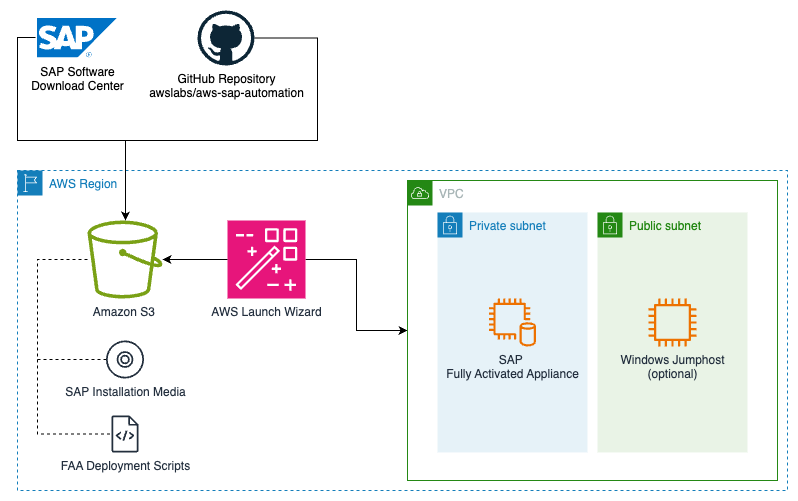 SAP
SAP Software
Download Center
GitHub Repository
awslabs/aws-sap-automation
AWS Region
VPC
Private subnet
Public subnet
Amazon S3
AWS Launch Wizard
SAP
Fully Activated Appliance
Windows Jumphost
(optional)
SAP Installation Media
</>
FAA Deployment Scripts